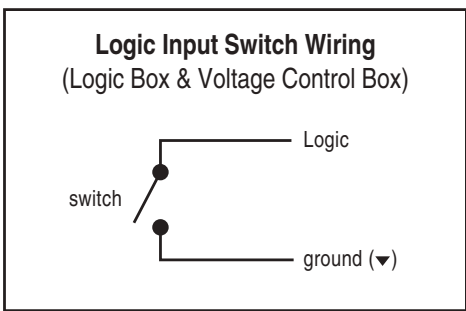 Logic Input Switch Wiring
(Logic Box & Voltage Control Box)
Logic
switch
ground (▼)